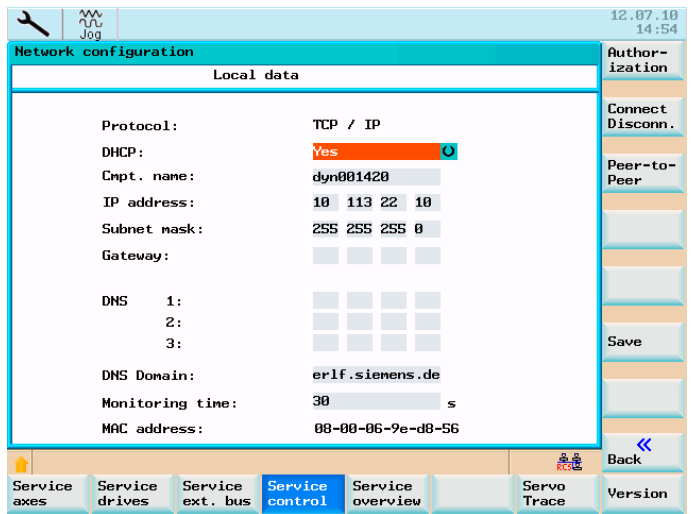 Jog
12.07.10
14:54
Network configuration
Local data
Protocol: TCP / IP
DHCP: Yes
Cmpt. name: dyn001420
IP address: 10 113 22 10
Subnet mask: 255 255 255 0
Gateway:
DNS 1:
2:
3:
DNS Domain: erlf.siemens.de
Monitoring time: 30 s
MAC address: 08-00-06-9e-d8-56
Author-
ization
Connect
Disconn.
Peer-to-
Peer
Save
Back
RCS
Service
axes
Service
drives
Service
ext. bus
Service
control
Service
overview
Servo
Trace
Version